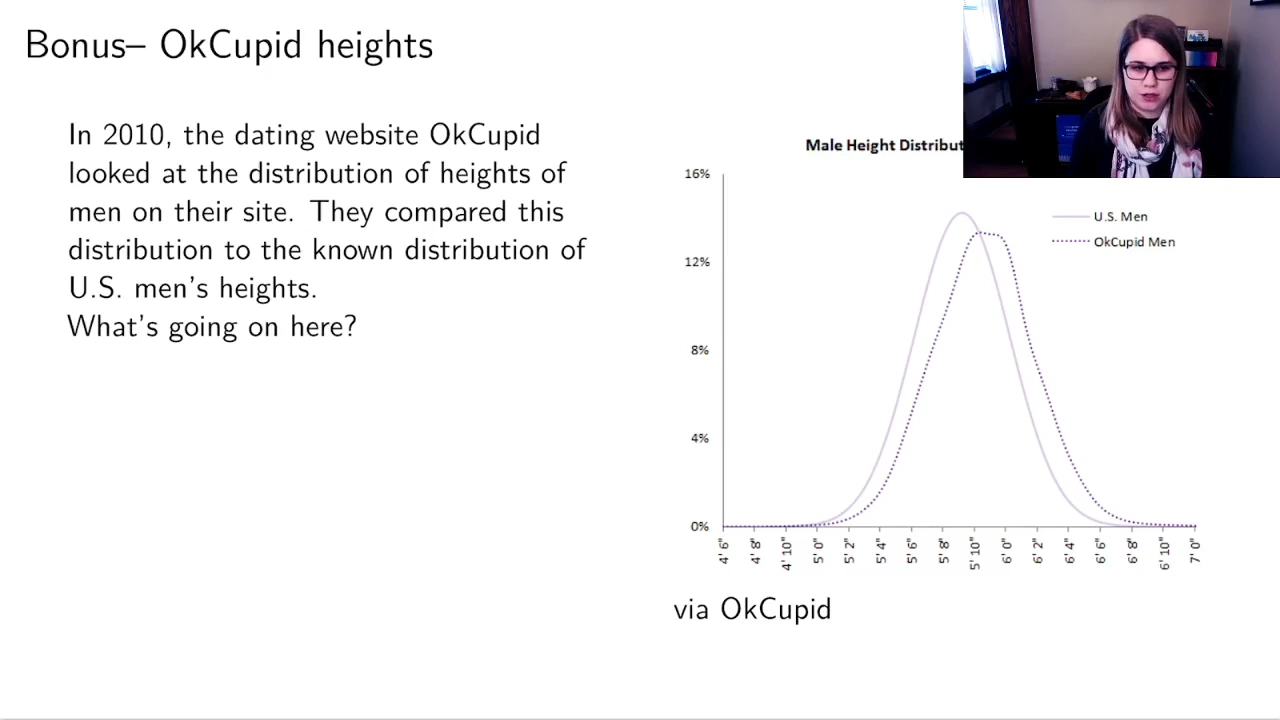 Bonus– OkCupid heights
In 2010, the dating website OkCupid
looked at the distribution of heights of
men on their site. They compared this
distribution to the known distribution of
U.S. men's heights.
What's going on here?
Male Height Distribut
16%
12%
8%
4%
0%
U.S. Men
OkCupid Men
4' 6"
4' 8"
4' 10"
5' 0"
5' 2"
5' 4"
5' 6"
5' 8"
5' 10"
6' 0"
6' 2"
6' 4"
6' 6"
6' 8"
6' 10"
7' 0"
via OkCupid